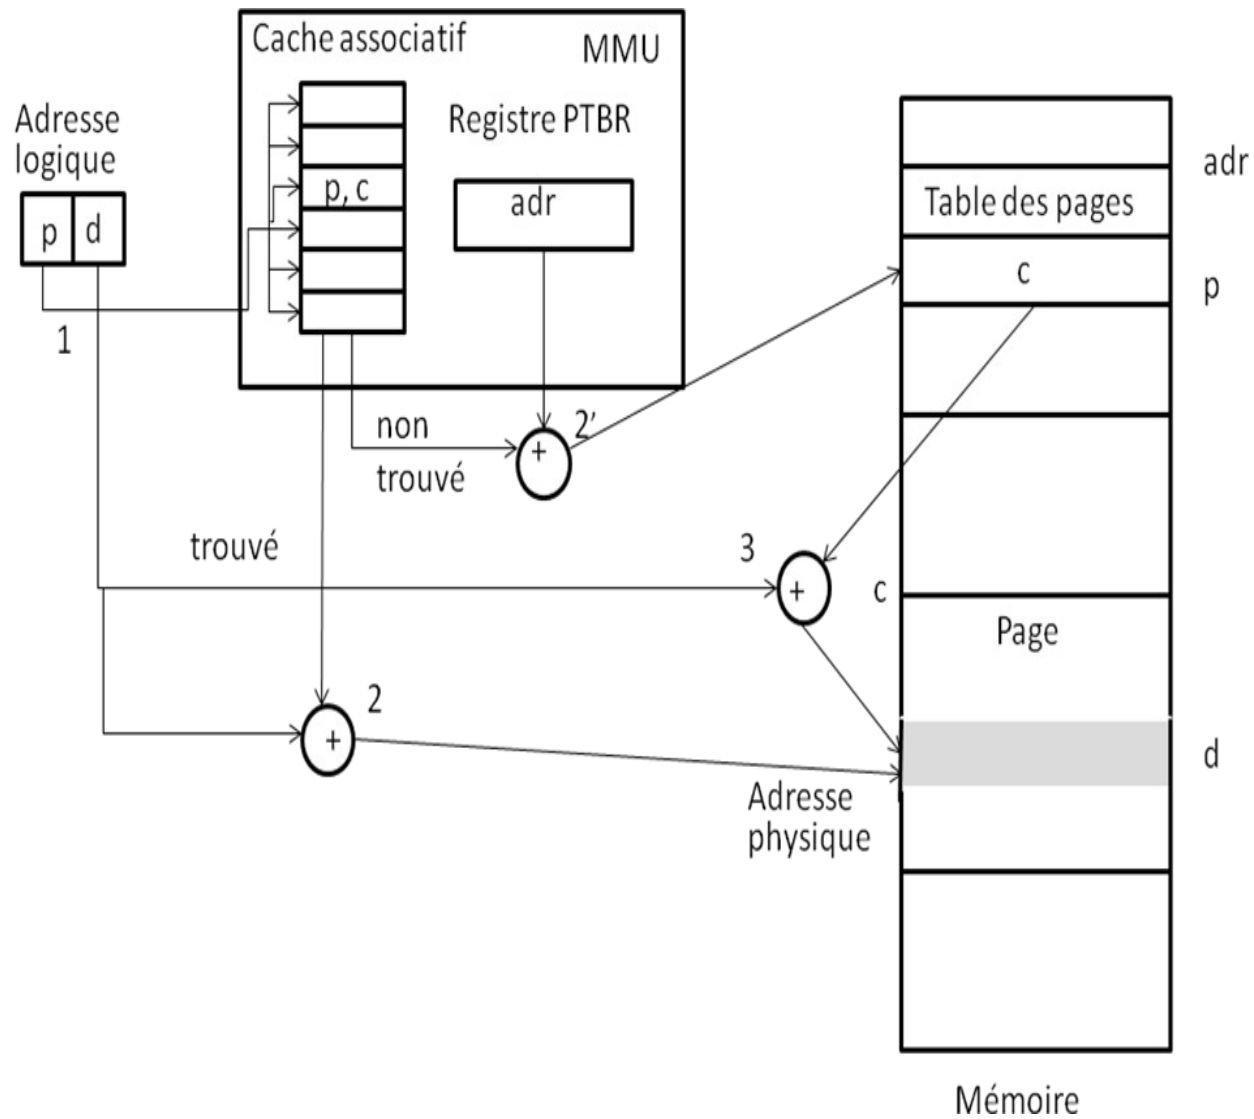 Cache associatif
MMU
Adresse
logique
Registre PTBR
adr
p
d
p, c
adr
Table des pages
c
p
1
non
trouvé
+
2’
trouvé
3
+
c
Page
2
+
d
Adresse
physique
Mémoire